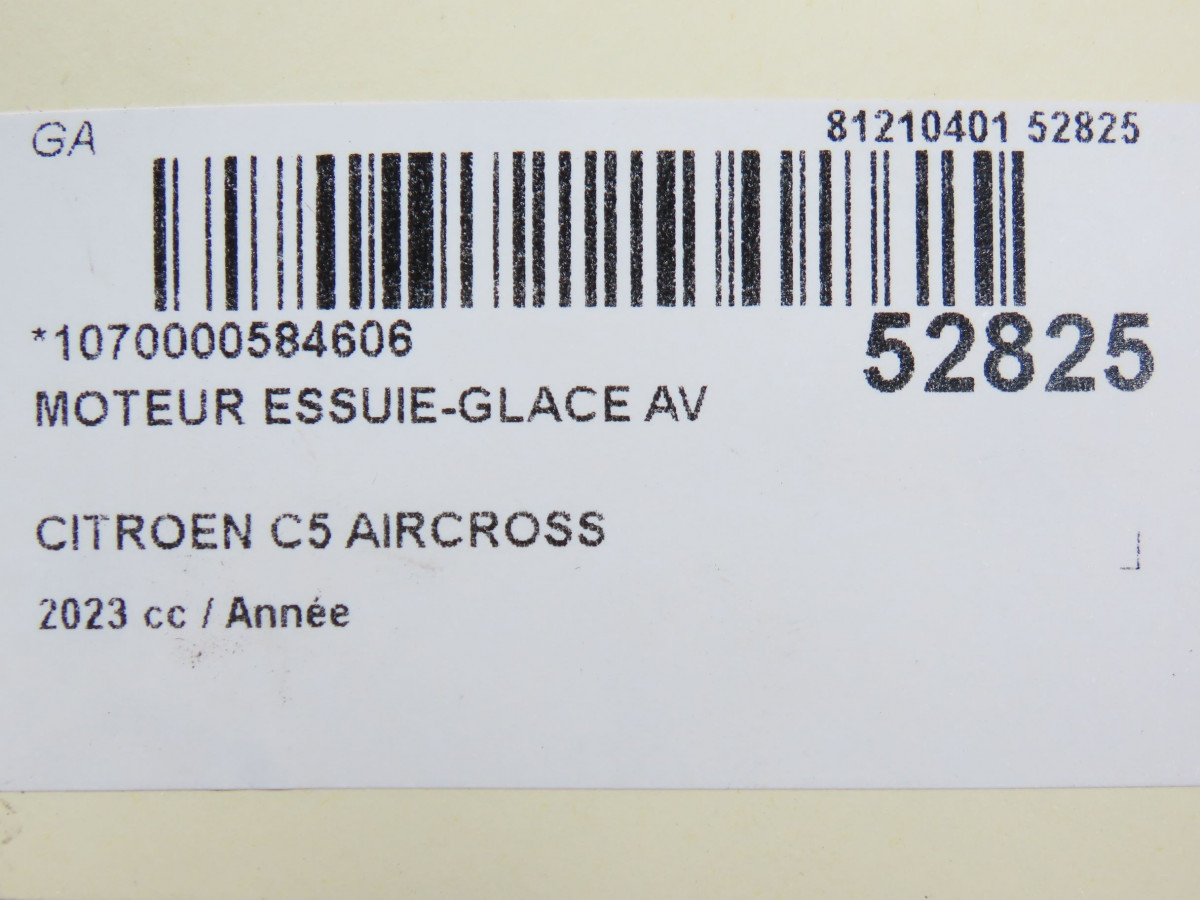 GA
81210401 52825
*1070000584606
52825
MOTEUR ESSUIE-GLACE AV
CITROEN C5 AIRCROSS
2023 cc / Année